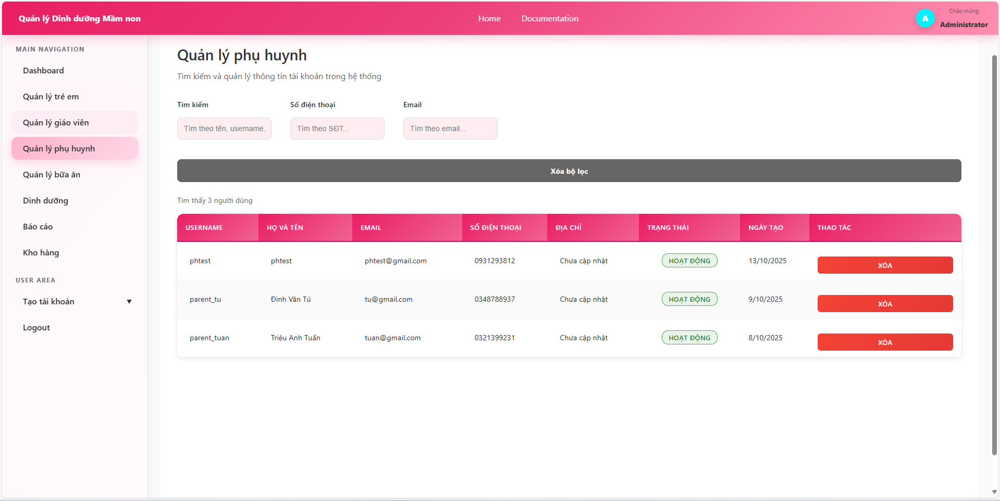 Quản lý Dinh dưỡng Mầm non
Home
Documentation
A
Chào mừng
Administrator
MAIN NAVIGATION
Dashboard
Quản lý trẻ em
Quản lý giáo viên
Quản lý phụ huynh
Quản lý bữa ăn
Dinh dưỡng
Báo cáo
Kho hàng
USER AREA
Tạo tài khoản ▼
Logout
Quản lý phụ huynh
Tìm kiếm và quản lý thông tin tài khoản trong hệ thống
Tìm kiếm Số điện thoại Email
Tìm theo tên, username, Tìm theo SĐT... Tìm theo email...
Xóa bộ lọc
Tìm thấy 3 người dùng
USERNAME HỌ VÀ TÊN EMAIL SỐ ĐIỆN THOẠI ĐỊA CHỈ TRẠNG THÁI NGÀY TẠO THAO TÁC
phtest phtest phtest@gmail.com 0931293812 Chưa cập nhật HOẠT ĐỘNG 13/10/2025 XÓA
parent_tu Đinh Văn Tú tu@gmail.com 0348788937 Chưa cập nhật HOẠT ĐỘNG 9/10/2025 XÓA
parent_tuan Triệu Anh Tuấn tuan@gmail.com 0321399231 Chưa cập nhật HOẠT ĐỘNG 8/10/2025 XÓA